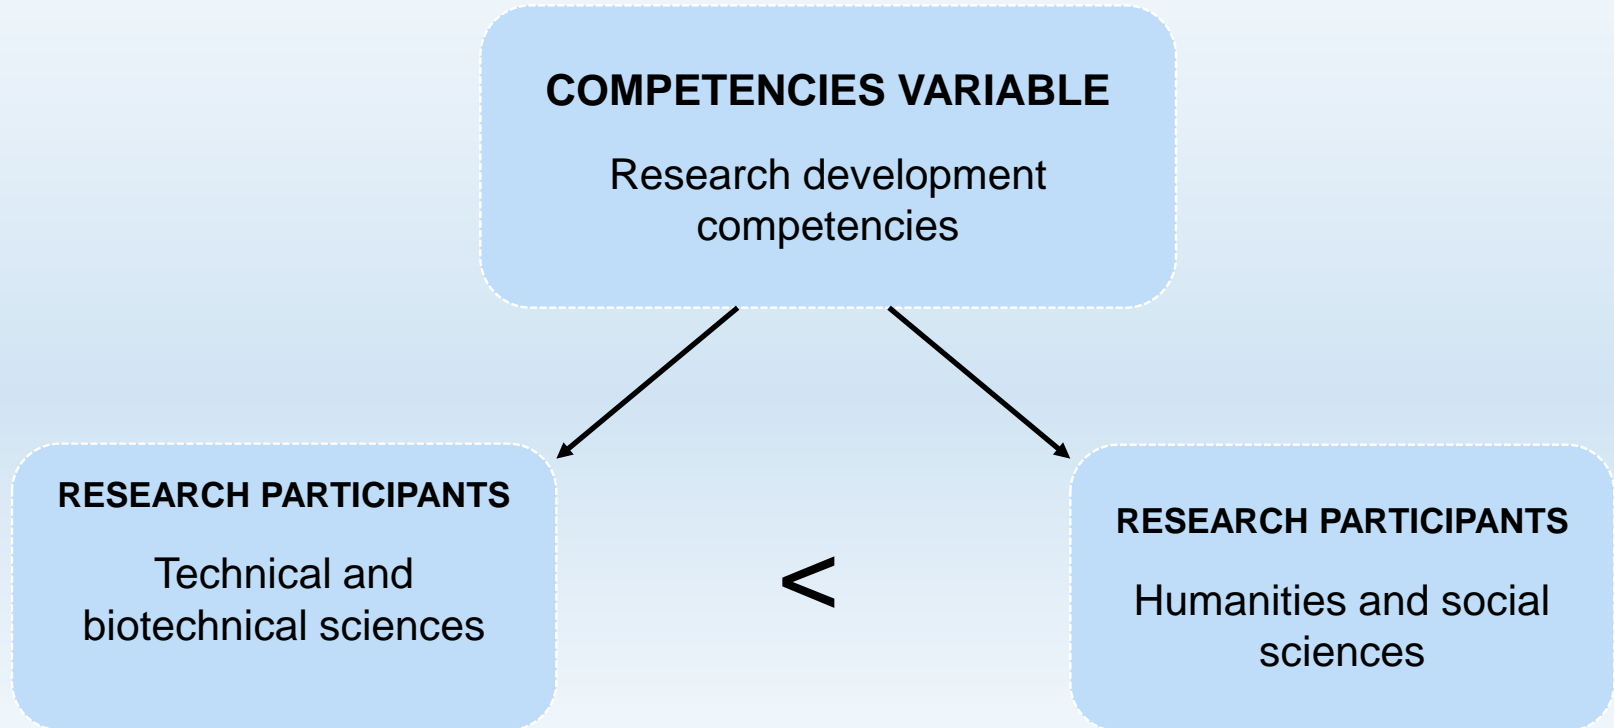 COMPETENCIES VARIABLE
Research development
competencies
RESEARCH PARTICIPANTS
Technical and
biotechnical sciences
<
RESEARCH PARTICIPANTS
Humanities and social
sciences